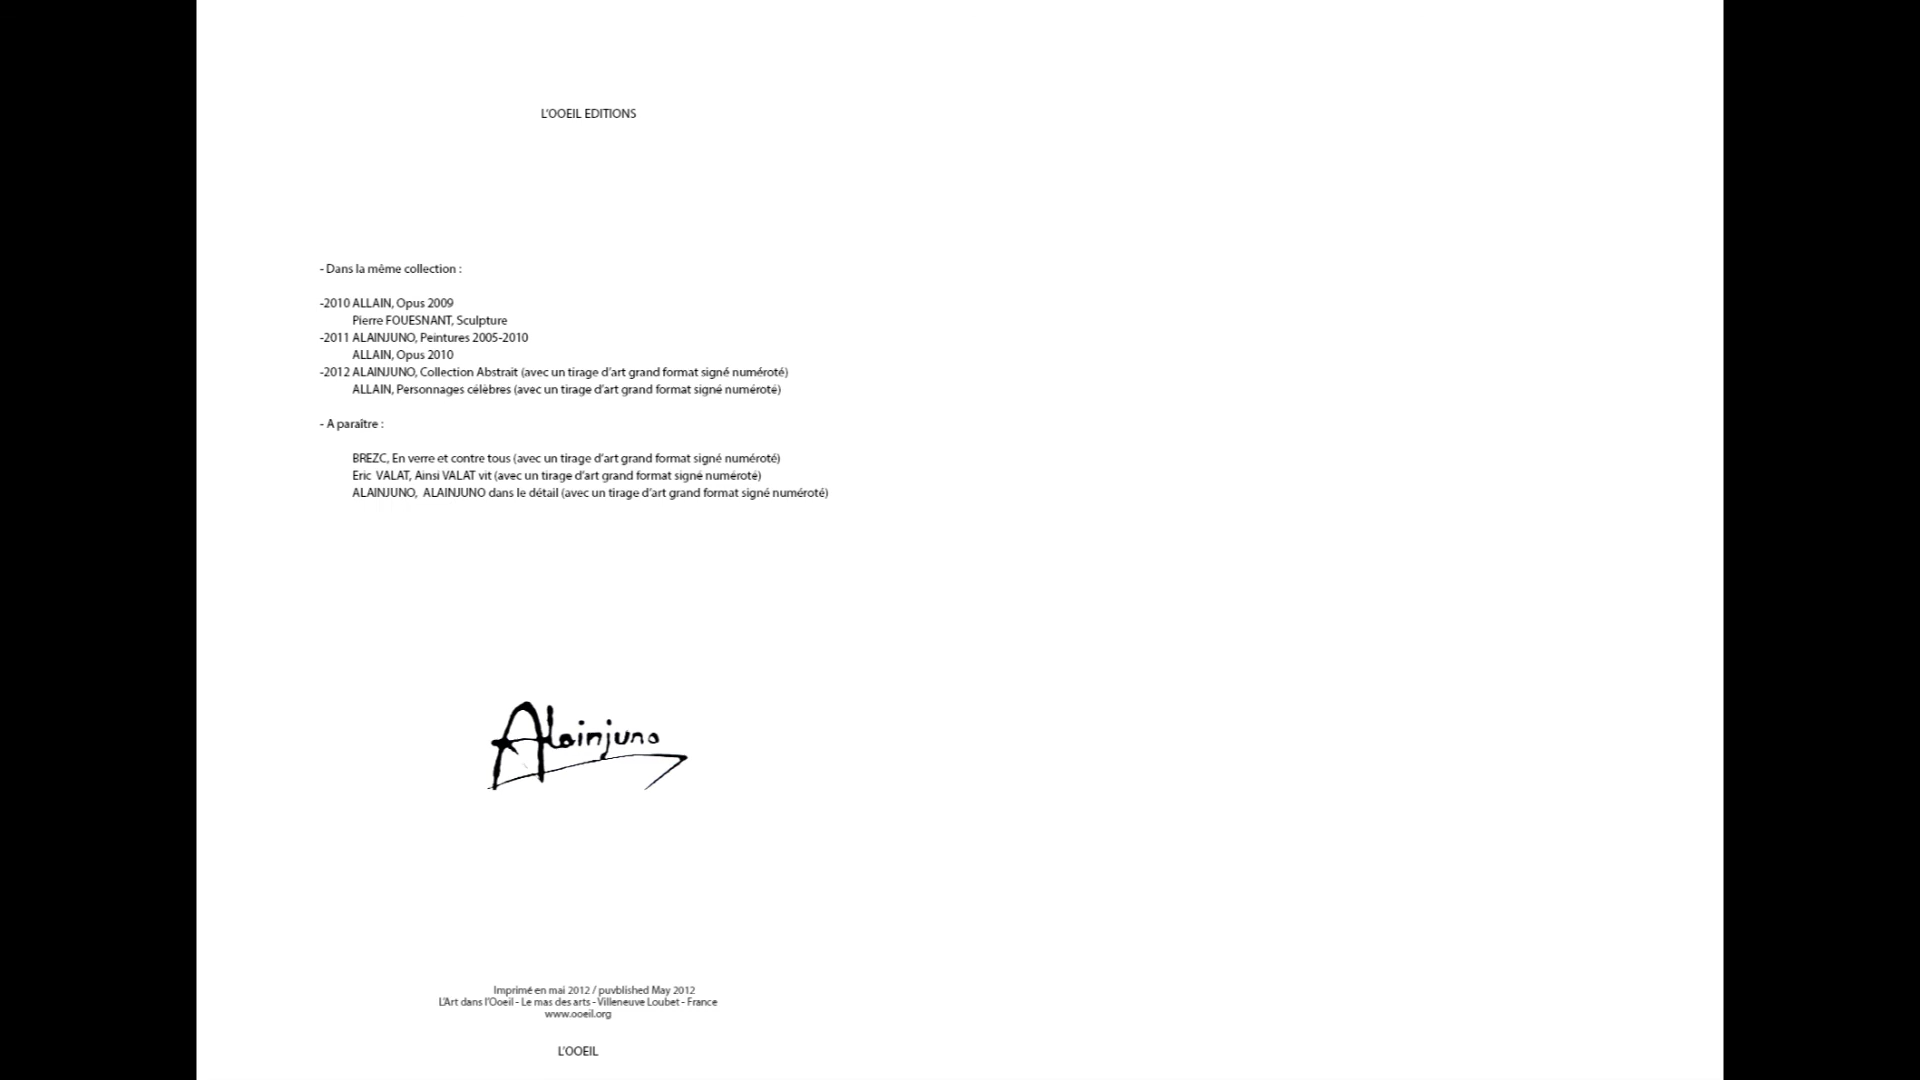 L'OOEIL EDITIONS
- Dans la même collection :
-2010 ALLAIN, Opus 2009
Pierre FOUESNANT, Sculpture
-2011 ALAINJUNO, Peintures 2005-2010
ALLAIN, Opus 2010
-2012 ALAINJUNO, Collection Abstrait (avec un tirage d'art grand format signé numéroté)
ALLAIN, Personnages célèbres (avec un tirage d'art grand format signé numéroté)
- A paraître :
BREZC, En verre et contre tous (avec un tirage d'art grand format signé numéroté)
Eric VALAT, Ainsi VALAT vit (avec un tirage d'art grand format signé numéroté)
ALAINJUNO, ALAINJUNO dans le détail (avec un tirage d'art grand format signé numéroté)
Alainjuno
Imprimé en mai 2012 / puvblished May 2012
L'Art dans l'Ooeil - Le mas des arts - Villeneuve Loubet - France
www.ooeil.org
L'OOEIL